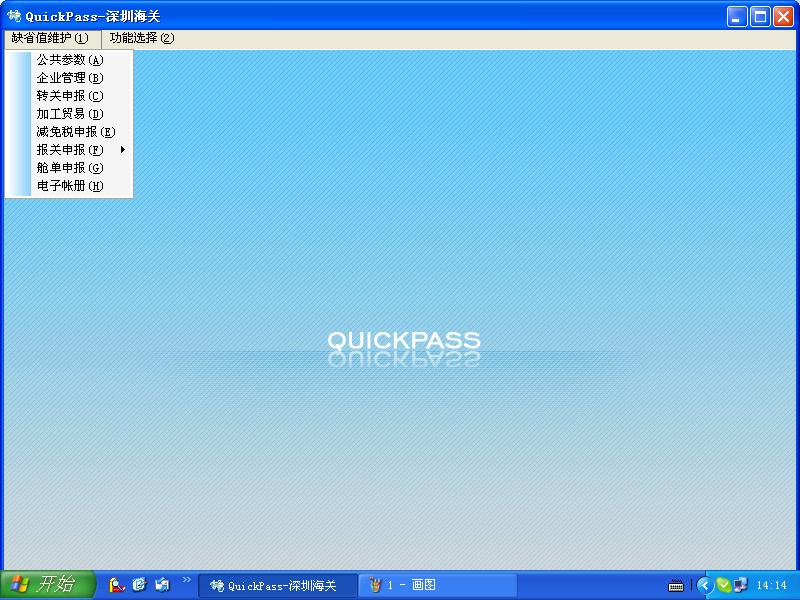 QuickPass-深圳海关
缺省值维护(1) 功能选择(2)
公共参数(A)
企业管理(B)
转关申报(C)
加工贸易(D)
减免税申报(E)
报关申报(F)
舱单申报(G)
电子帐册(H)
QUICKPASS
开始 QuickPass-深圳海关 1 - 画图 14:14